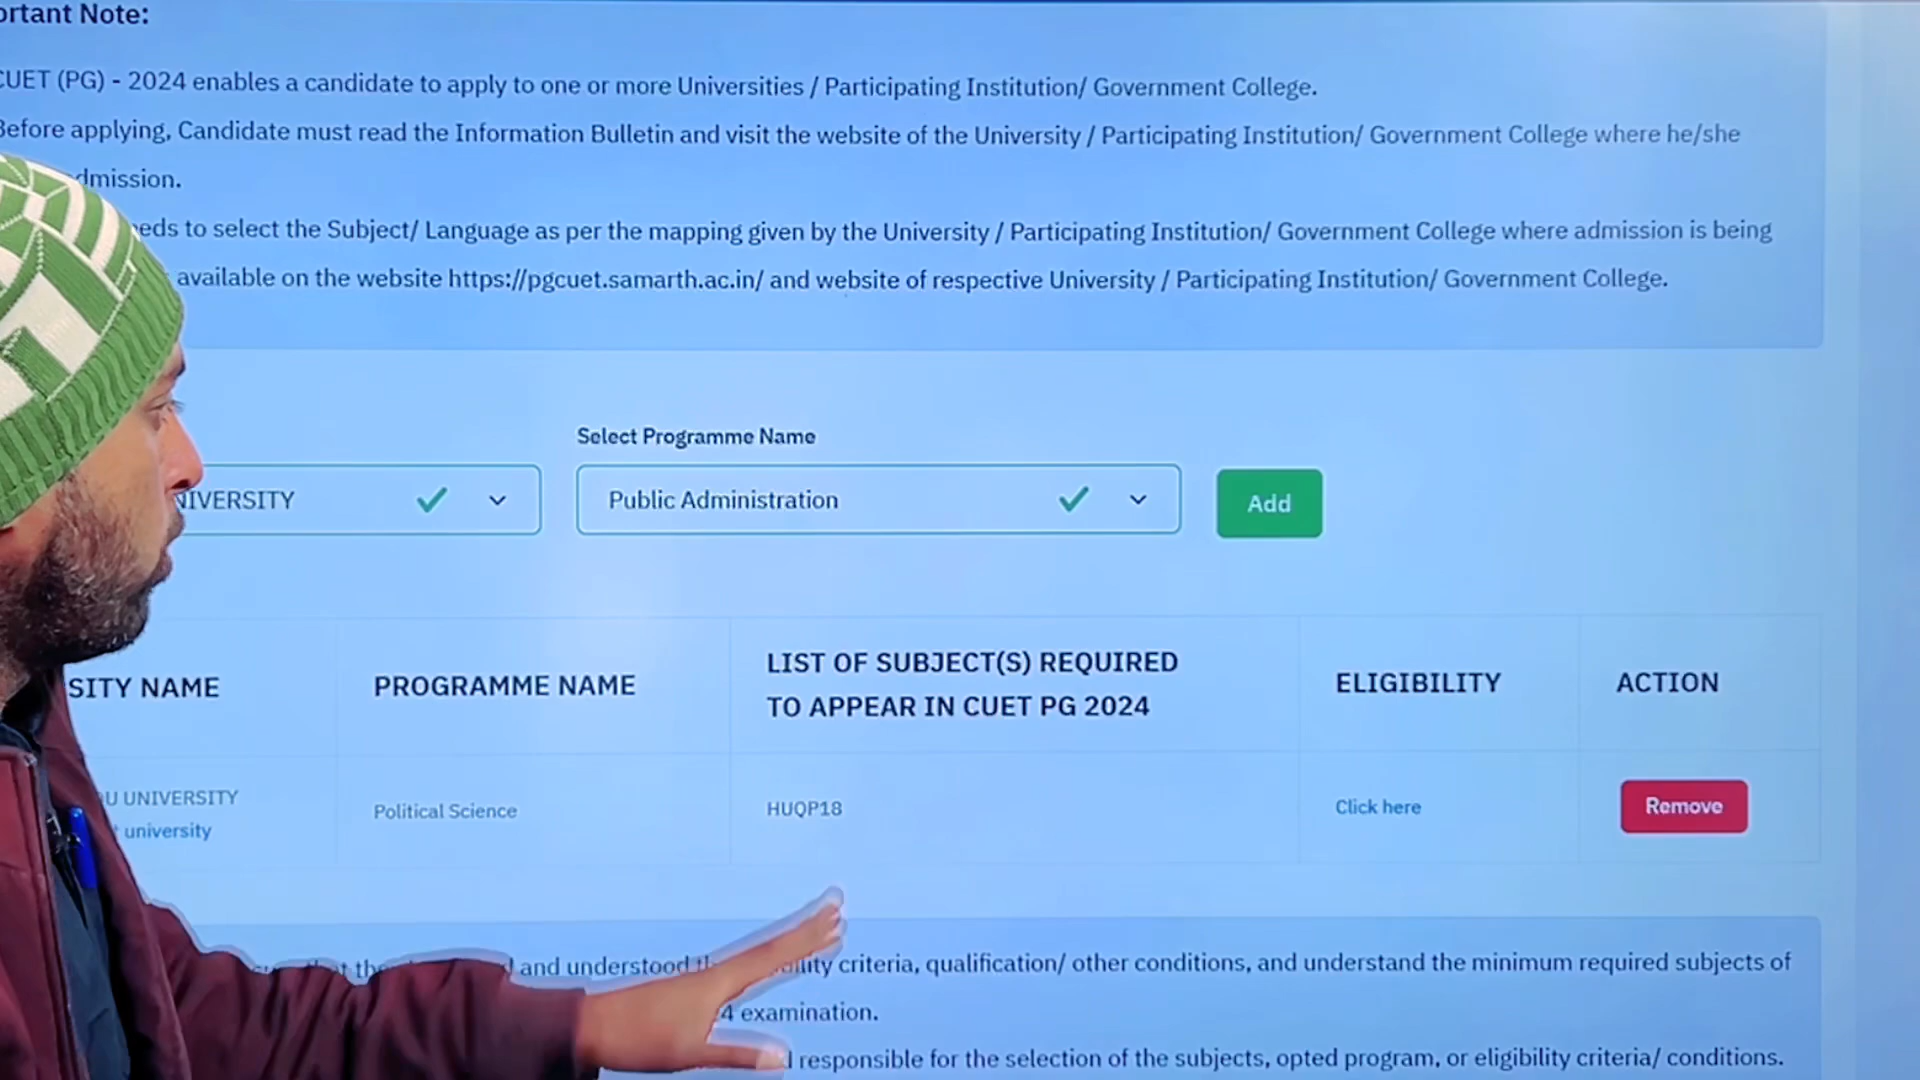 ortant Note:
CUET (PG) - 2024 enables a candidate to apply to one or more Universities / Participating Institution/ Government College.
Before applying, Candidate must read the Information Bulletin and visit the website of the University / Participating Institution/ Government College where he/she
dmission.
eds to select the Subject/ Language as per the mapping given by the University / Participating Institution/ Government College where admission is being
available on the website https://pgcuet.samarth.ac.in/ and website of respective University / Participating Institution/ Government College.
Select Programme Name
NIVERSITY
Public Administration
Add
SITY NAME
PROGRAMME NAME
LIST OF SUBJECT(S) REQUIRED
TO APPEAR IN CUET PG 2024
ELIGIBILITY
ACTION
U UNIVERSITY
university
Political Science
HUQP18
Click here
Remove
and understood criteria, qualification/ other conditions, and understand the minimum required subjects of
4 examination.
responsible for the selection of the subjects, opted program, or eligibility criteria/ conditions.